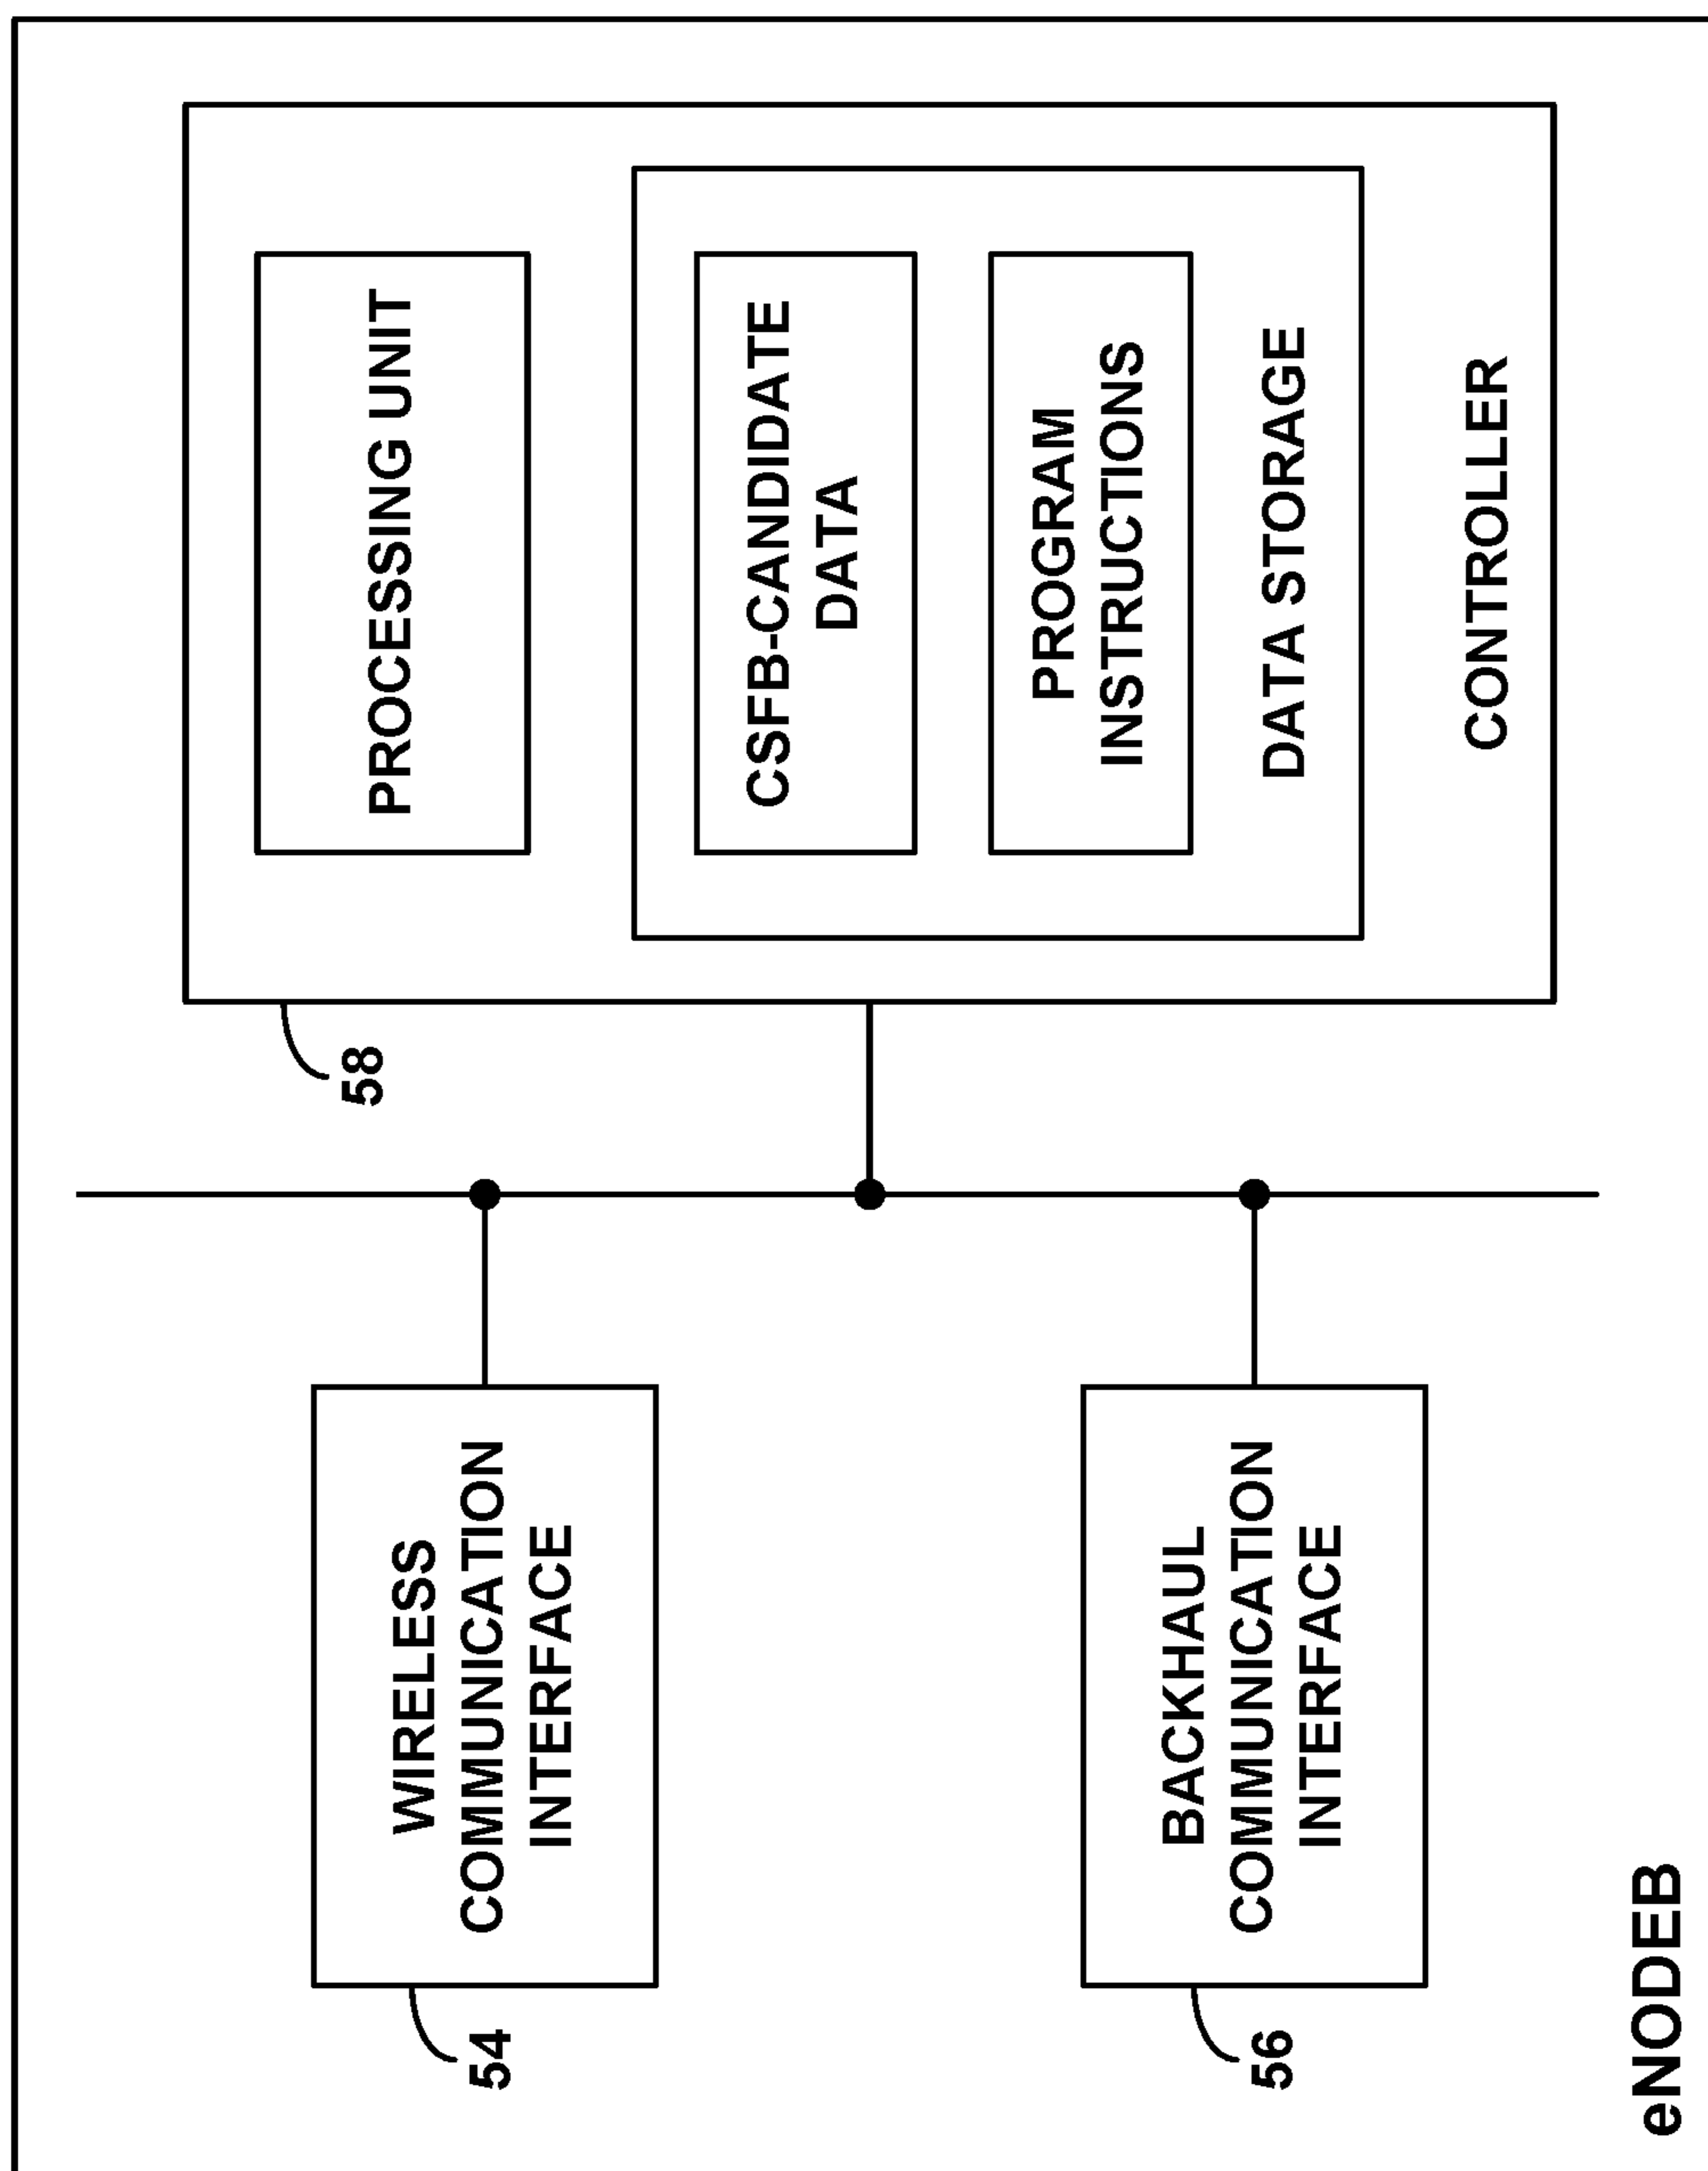 WIRELESS
COMMUNICATION
INTERFACE
54
BACKHAUL
COMMUNICATION
INTERFACE
56
58
PROCESSING UNIT
CSFB-CANDIDATE
DATA
PROGRAM
INSTRUCTIONS
DATA STORAGE
CONTROLLER
eNODEB